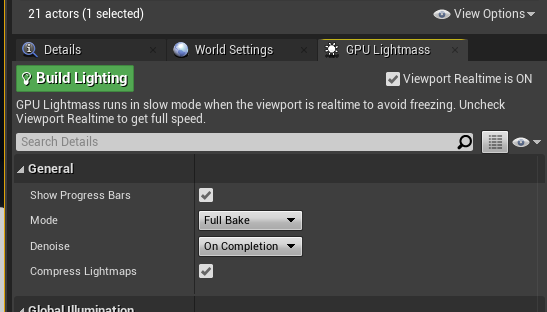 21 actors (1 selected)
View Options
Details
World Settings
GPU Lightmass
Build Lighting
Viewport Realtime is ON
GPU Lightmass runs in slow mode when the viewport is realtime to avoid freezing. Uncheck
Viewport Realtime to get full speed.
Search Details
General
Show Progress Bars
Mode
Full Bake
Denoise
On Completion
Compress Lightmaps
Global Illumination